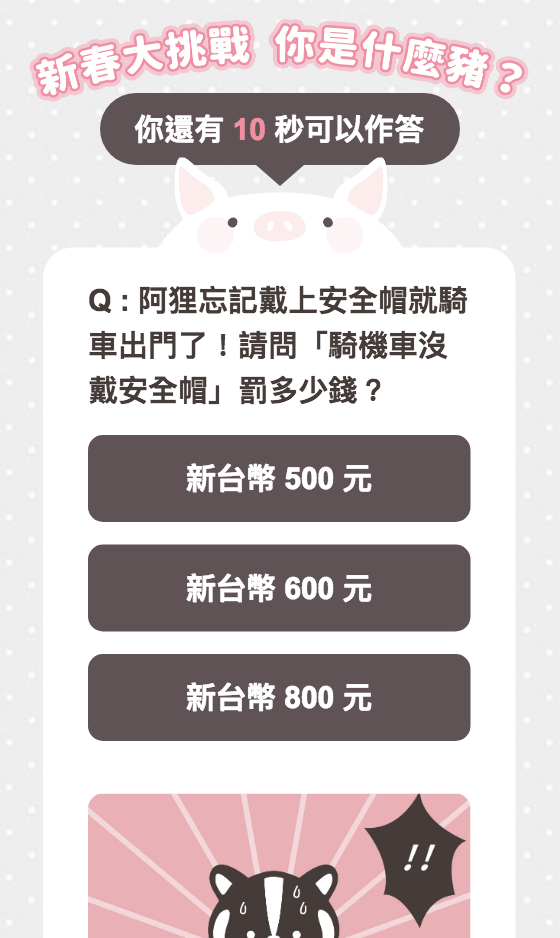 新春大挑戰 你是什麼豬？
你還有 10 秒可以作答
Q : 阿狸忘記戴上安全帽就騎
車出門了！請問「騎機車沒
戴安全帽」罰多少錢？
新台幣 500 元
新台幣 600 元
新台幣 800 元
!!